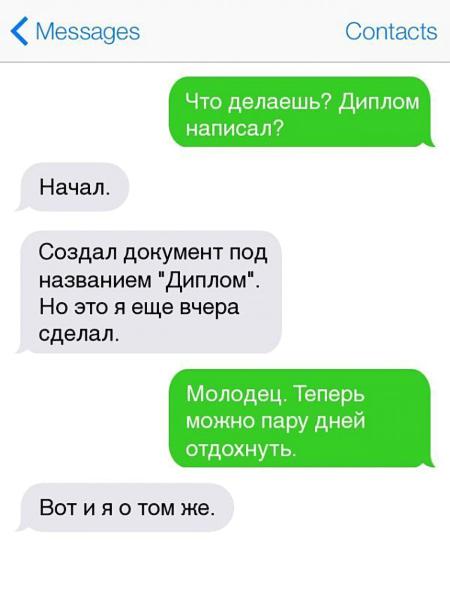 Messages Contacts
Что делаешь? Диплом
написал?
Начал.
Создал документ под
названием "Диплом".
Но это я еще вчера
сделал.
Молодец. Теперь
можно пару дней
отдохнуть.
Вот и я о том же.